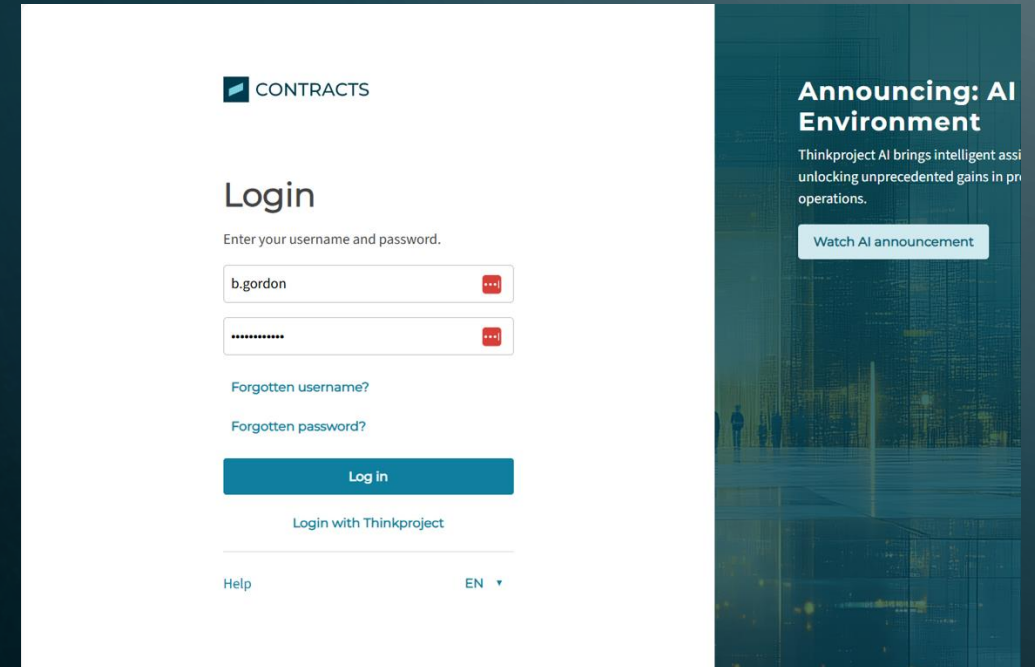 CONTRACTS
Login
Enter your username and password.
b.gordon
••••••••••••
Forgotten username?
Forgotten password?
Log in
Login with Thinkproject
Help
EN
Announcing: AI
Environment
Thinkproject AI brings intelligent
unlocking unprecedented gains in
operations.
Watch AI announcement